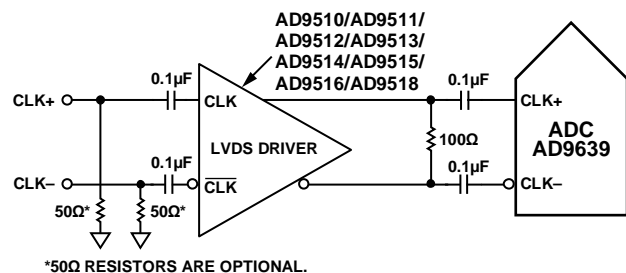 AD9510/AD9511/
AD9512/AD9513/
AD9514/AD9515/
AD9516/AD9518
0.1µF
0.1µF
CLK+
CLK
CLK+
ADC
AD9639
LVDS DRIVER
100Ω
0.1µF
0.1µF
CLK–
CLK
CLK–
50Ω*
50Ω*
*50Ω RESISTORS ARE OPTIONAL.